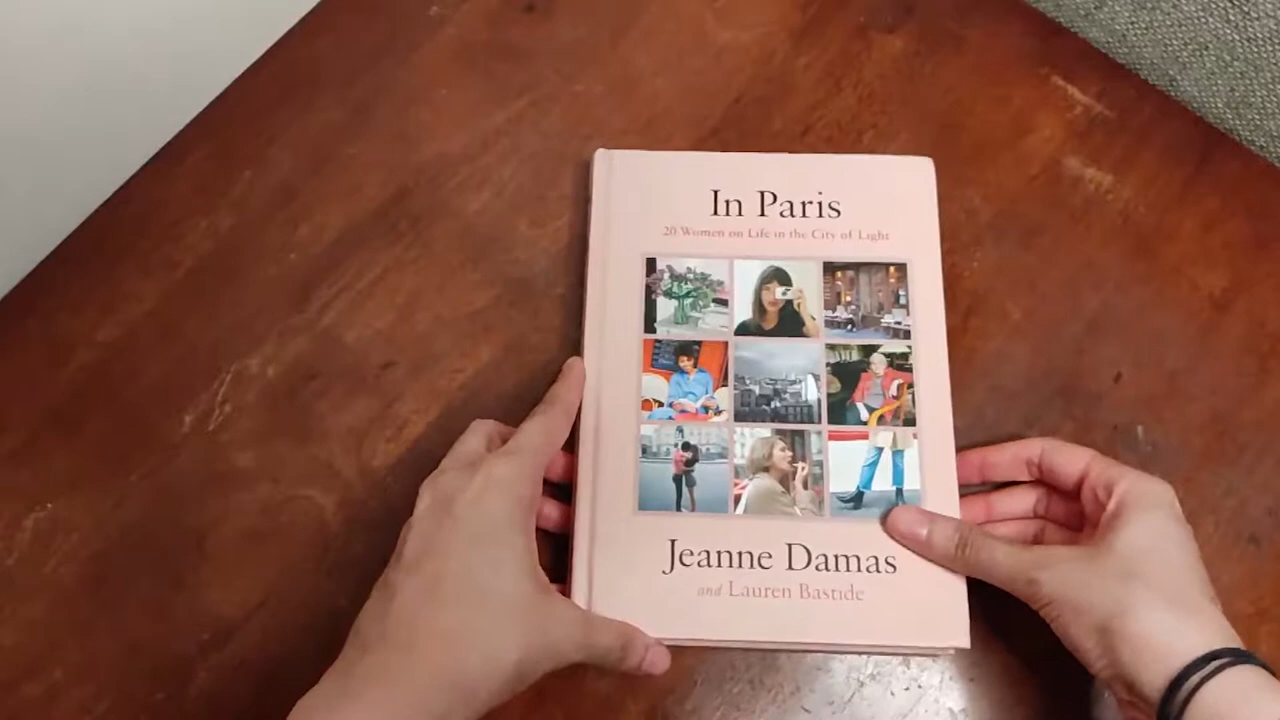 In Paris
20 Women on Life in the City of Light
Jeanne Damas
and Lauren Bastide